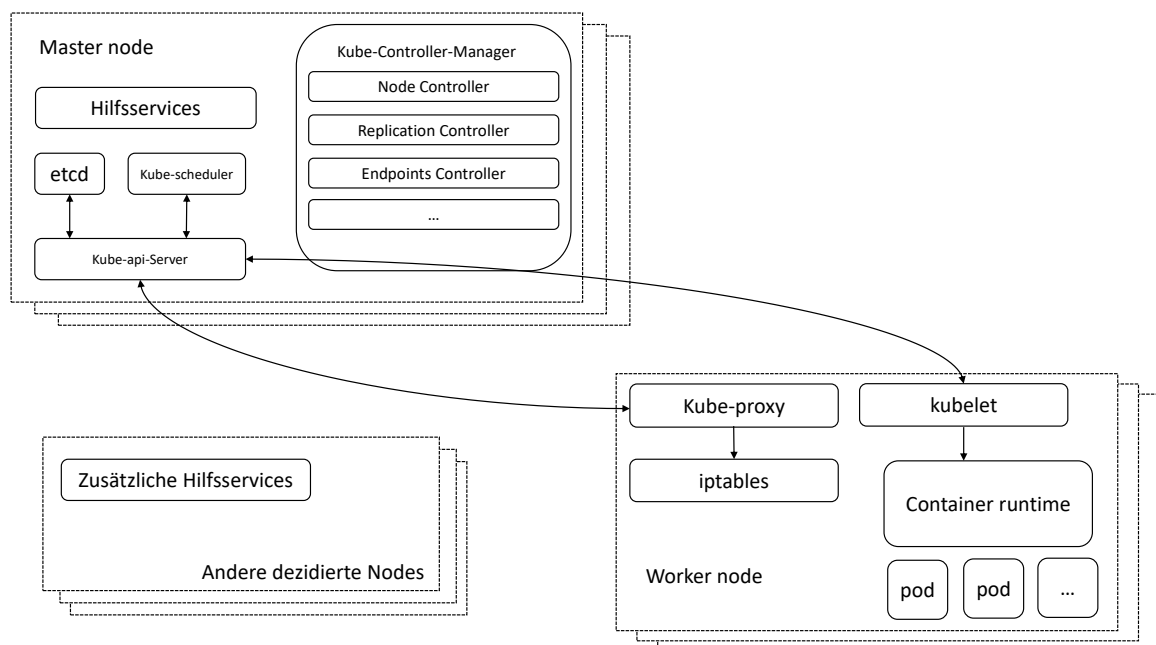 Master node
Kube-Controller-Manager
Node Controller
Hilfsservices
Replication Controller
etcd
Kube-scheduler
Endpoints Controller
...
Kube-api-Server
Kube-proxy
kubelet
iptables
Container runtime
Zusätzliche Hilfsservices
Andere dezidierte Nodes
Worker node
pod
pod
...